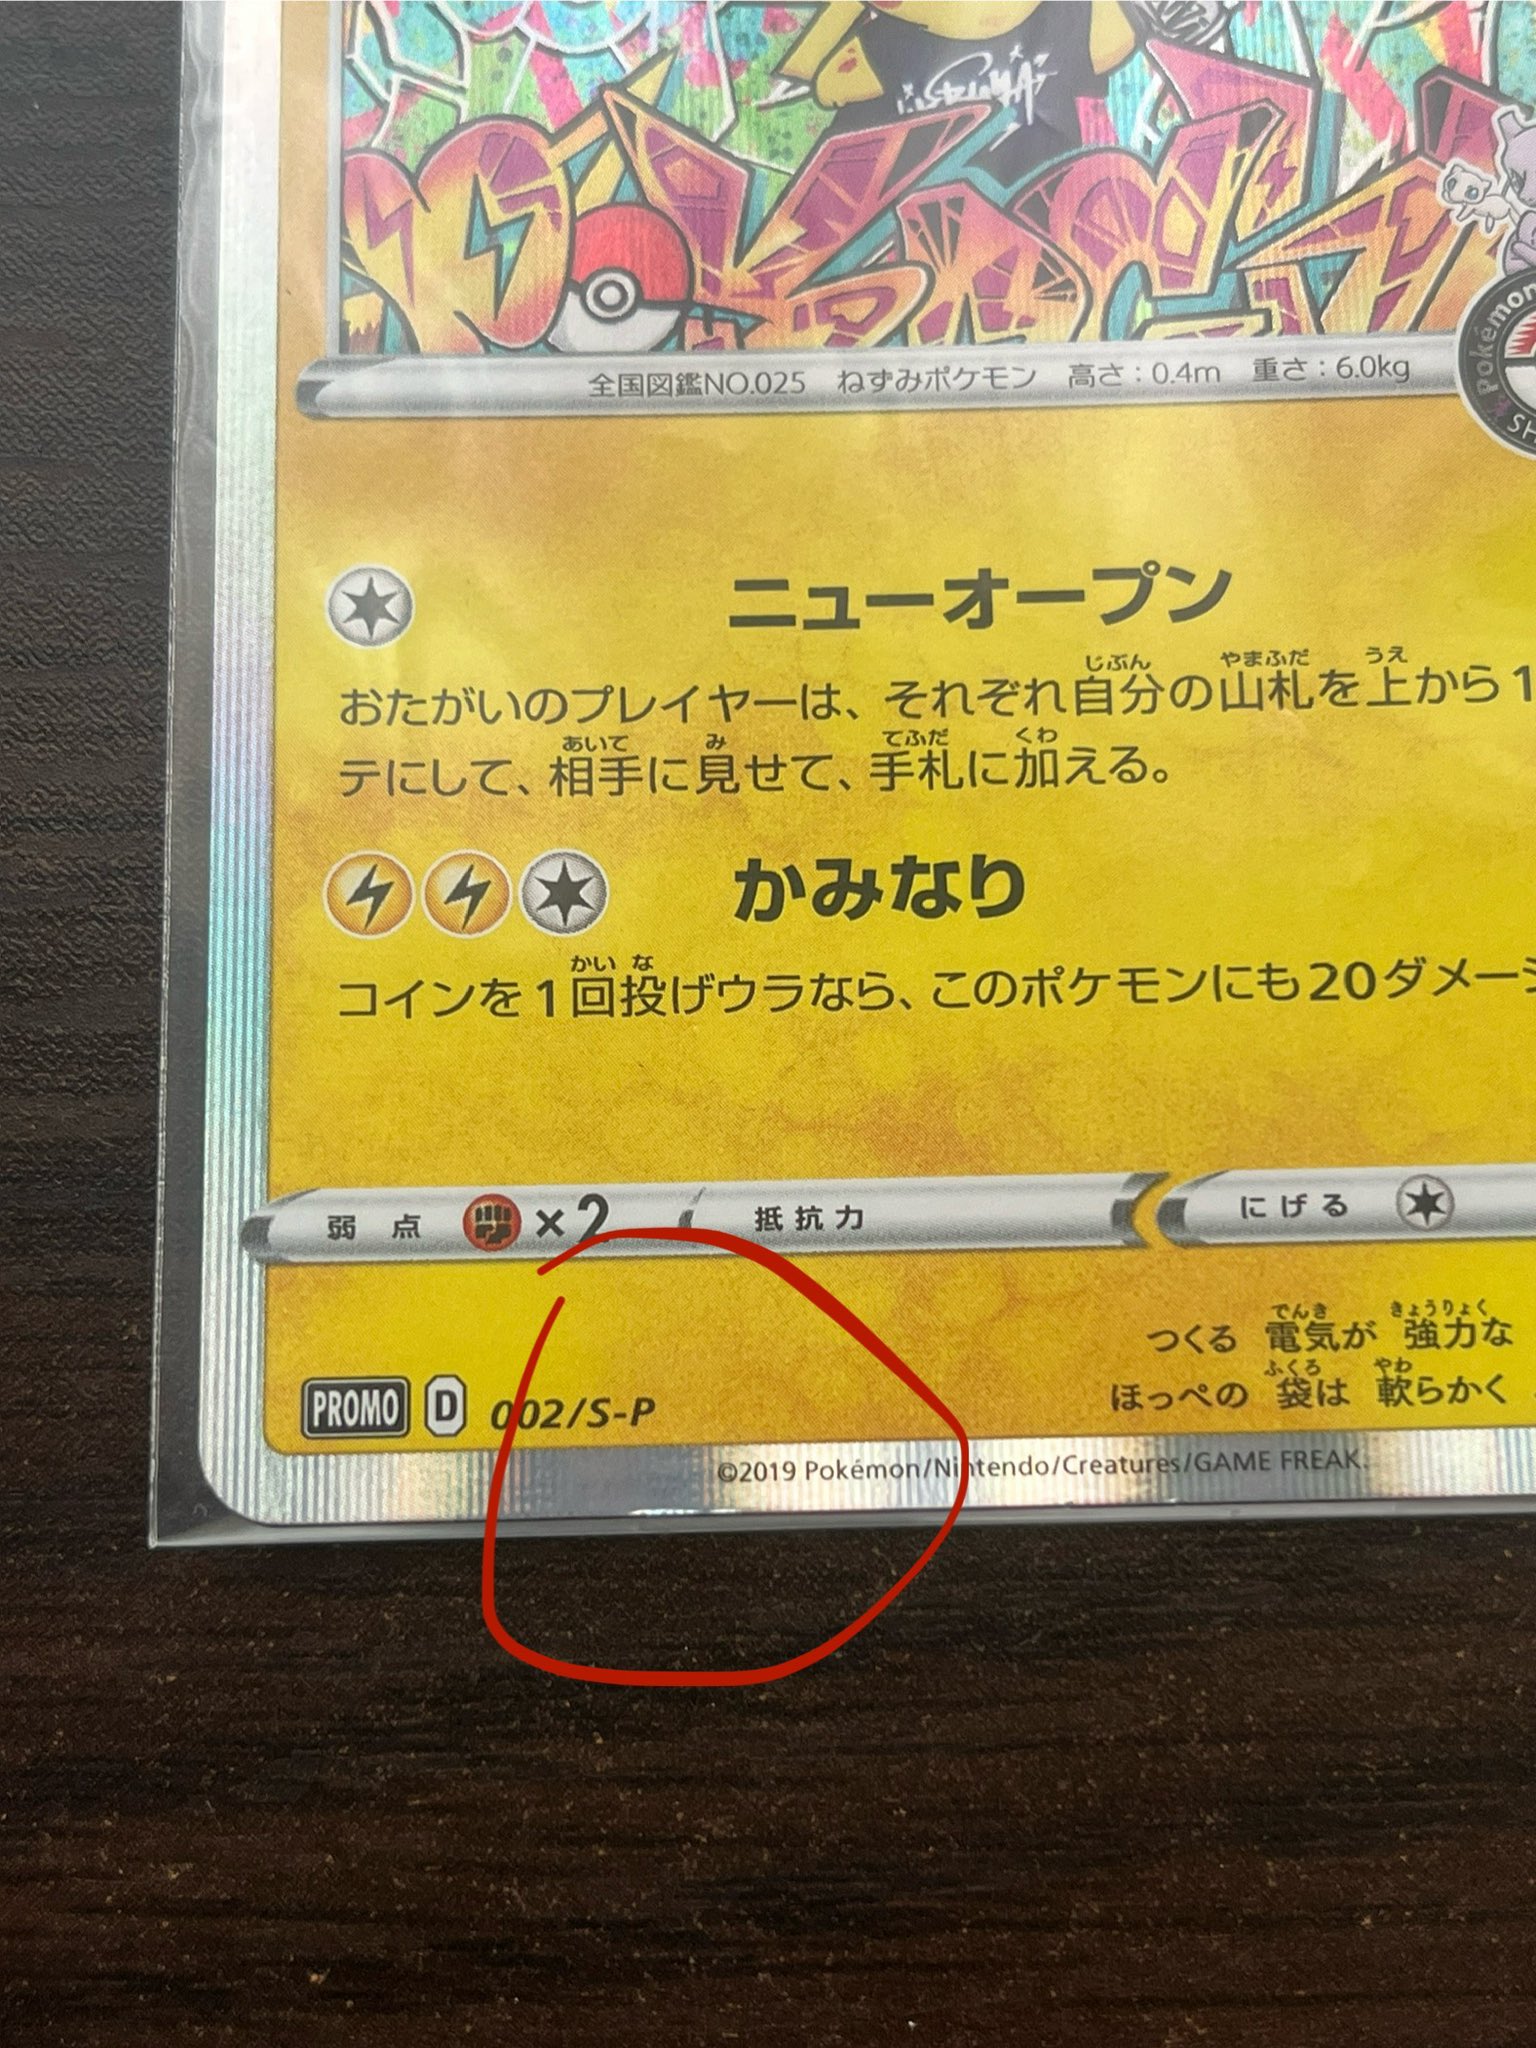 PIKACHU
全国図鑑NO.025 ねずみポケモン 高さ：0.4m 重さ：6.0kg
Pokémon
ニューオープン
おたがいのプレイヤーは、それぞれ自分の山札を上から1
テにして、相手に見せて、手札に加える。
かみなり
コインを1回投げウラなら、このポケモンにも20ダメー
弱点 ×2 抵抗力 にげる
つくる 電気が 強力な
ほっぺの 袋は 軟らかく
PROMO D 002/S-P
©2019 Pokémon/Nintendo/Creatures/GAME FREAK.